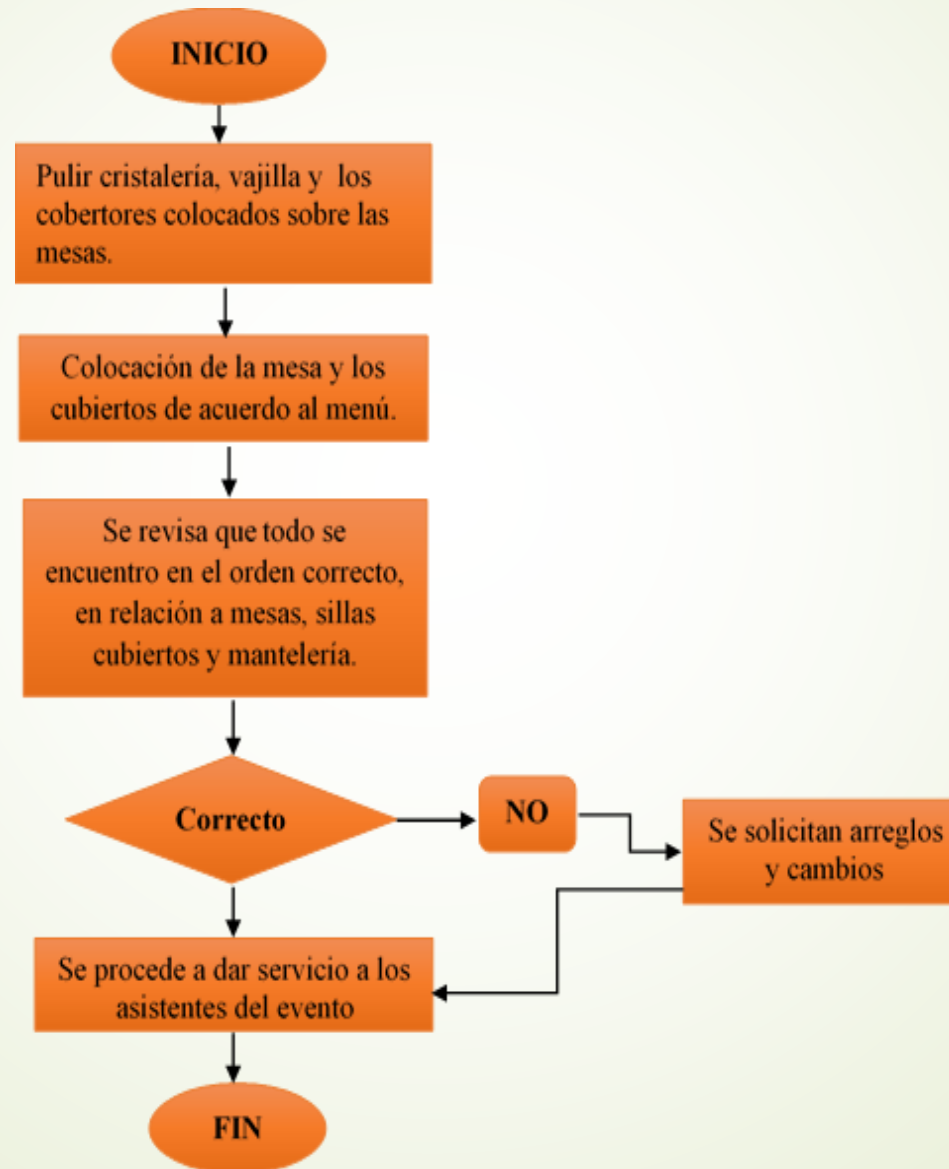 INICIO
Pulir cristalería, vajilla y los
cobertores colocados sobre las
mesas.
Colocación de la mesa y los
cubiertos de acuerdo al menú.
Se revisa que todo se
encuentro en el orden correcto,
en relación a mesas, sillas
cubiertos y mantelería.
Correcto
NO
Se solicitan arreglos
y cambios
Se procede a dar servicio a los
asistentes del evento
FIN